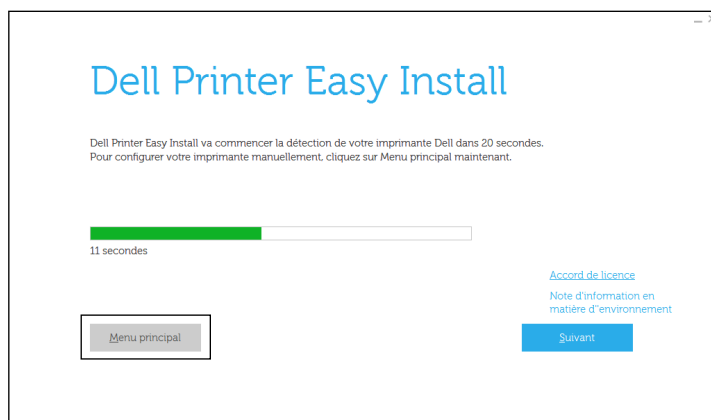 Dell Printer Easy Install
Dell Printer Easy Install va commencer la détection de votre imprimante Dell dans 20 secondes.
Pour configurer votre imprimante manuellement, cliquez sur Menu principal maintenant.
11 secondes
Accord de licence
Note d'information en
matière d''environnement
Menu principal
Suivant